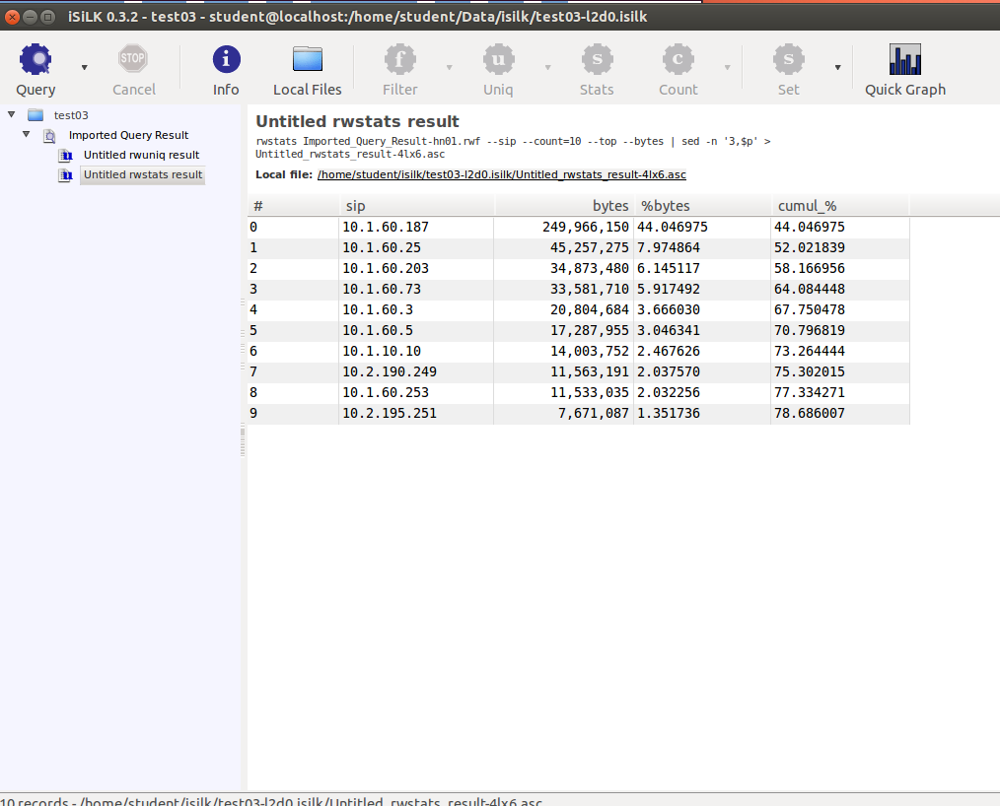 iSiLK 0.3.2 - test03 - student@localhost:/home/student/Data/isilk/test03-l2d0.isilk
Query
STOP
Cancel
i
Info
Local Files
f
Filter
u
Uniq
s
Stats
c
Count
s
Set
Quick Graph
test03
Imported Query Result
u Untitled rwuniq result
u Untitled rwstats result
Untitled rwstats result
rwstats Imported_Query_Result-hn01.rwf --sip --count=10 --top --bytes | sed -n '3,$p' >
Untitled_rwstats_result-4lx6.asc
Local file: /home/student/isilk/test03-l2d0.isilk/Untitled_rwstats_result-4lx6.asc
# sip bytes %bytes cumul_%
0 10.1.60.187 249,966,150 44.046975 44.046975
1 10.1.60.25 45,257,275 7.974864 52.021839
2 10.1.60.203 34,873,480 6.145117 58.166956
3 10.1.60.73 33,581,710 5.917492 64.084448
4 10.1.60.3 20,804,684 3.666030 67.750478
5 10.1.60.5 17,287,955 3.046341 70.796819
6 10.1.10.10 14,003,752 2.467626 73.264444
7 10.2.190.249 11,563,191 2.037570 75.302015
8 10.1.60.253 11,533,035 2.032256 77.334271
9 10.2.195.251 7,671,087 1.351736 78.686007
10 records - /home/student/isilk/test03-l2d0.isilk/Untitled_rwstats_result-4lx6.asc